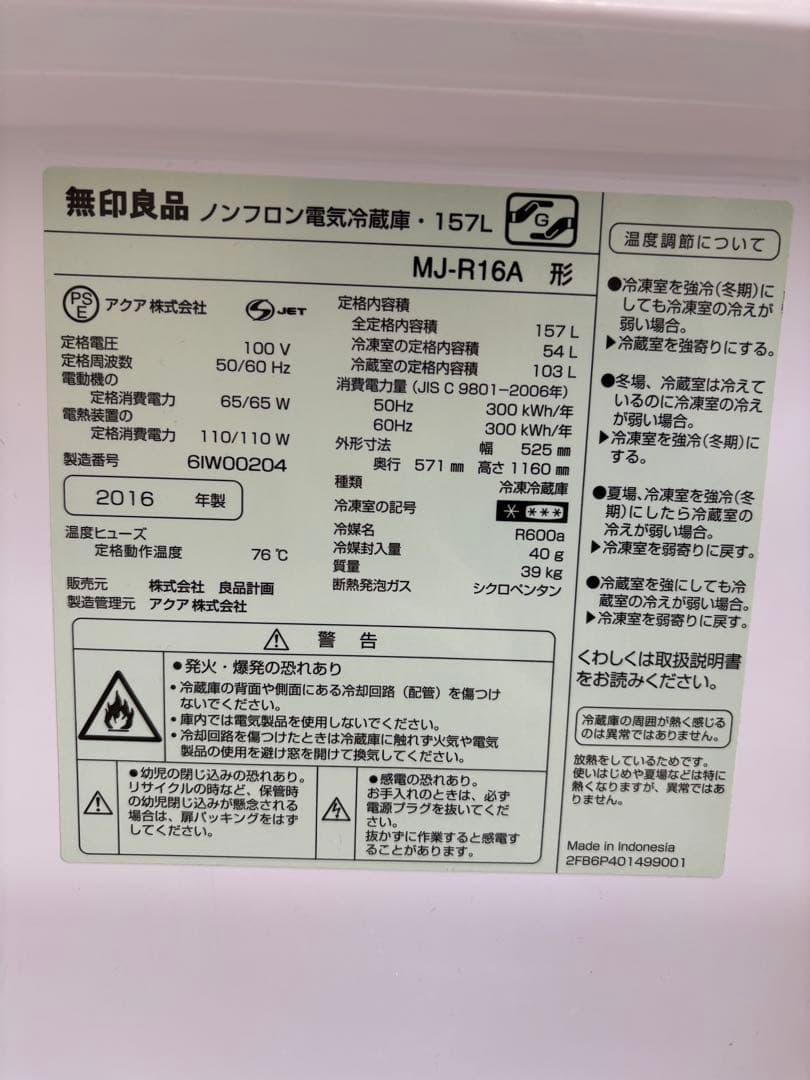 無印良品 ノンフロン電気冷蔵庫・157L G
MJ-R16A 形
PS
E アクア株式会社 JET
定格電圧 100 V
定格周波数 50/60 Hz
電動機の
定格消費電力 65/65 W
電熱装置の
定格消費電力 110/110 W
製造番号 6IW00204
2016 年製
温度ヒューズ
定格動作温度 76 ℃
販売元 株式会社 良品計画
製造管理元 アクア株式会社
定格内容積
全定格内容積 157 L
冷凍室の定格内容積 54 L
冷蔵室の定格内容積 103 L
消費電力量 (JIS C 9801-2006年)
50Hz 300 kWh/年
60Hz 300 kWh/年
外形寸法 幅 525 ㎜
奥行 571 ㎜ 高さ 1160 ㎜
種類 冷凍冷蔵庫
冷凍室の記号 * ***
冷媒名 R600a
冷媒封入量 40 g
質量 39 kg
断熱発泡ガス シクロペンタン
警告
●発火・爆発の恐れあり
・冷蔵庫の背面や側面にある冷却回路(配管)を傷つけ
ないでください。
・庫内では電気製品を使用しないでください。
・冷却回路を傷つけたときは冷蔵庫に触れず火気や電気
製品の使用を避け窓を開けて換気してください。
●幼児の閉じ込みの恐れあり。
リサイクルの時など、保管時
の幼児閉じ込みが懸念される
場合は、扉パッキングをはず
してください。
●感電の恐れあり。
お手入れのときは、必ず
電源プラグを抜いてくだ
さい。
抜かずに作業すると感電す
ることがあります。
温度調節について
●冷凍室を強冷(冬期)に
しても冷凍室の冷えが
弱い場合。
▶冷蔵室を強寄りにする。
●冬場、冷蔵室は冷えて
いるのに冷凍室の冷え
が弱い場合。
▶冷凍室を強冷(冬期)に
する。
●夏場、冷凍室を強冷(冬
期)にしたら冷蔵室の
冷えが弱い場合。
▶冷凍室を弱寄りに戻す。
●冷蔵室を強にしても冷
蔵室の冷えが弱い場合。
▶冷凍室を弱寄りに戻す。
くわしくは取扱説明書
をお読みください。
冷蔵庫の周囲が熱く感じる
のは異常ではありません。
放熱をしているためです。
使いはじめや夏場などは特に
熱くなりますが、異常ではあ
りません。
Made in Indonesia
2FB6P401499001